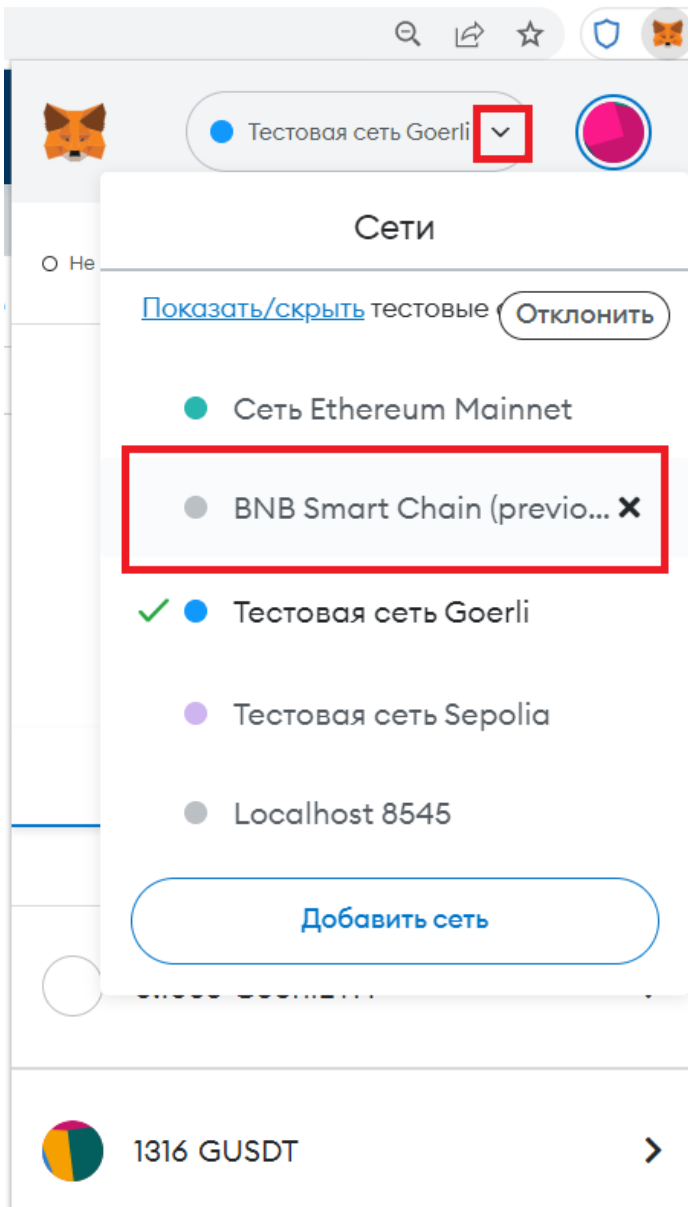 Тестовая сеть Goerli
Сети
Не
Показать/скрыть тестовые
Отклонить
Сеть Ethereum Mainnet
BNB Smart Chain (previo...
Тестовая сеть Goerli
Тестовая сеть Sepolia
Localhost 8545
Добавить сеть
1316 GUSDT